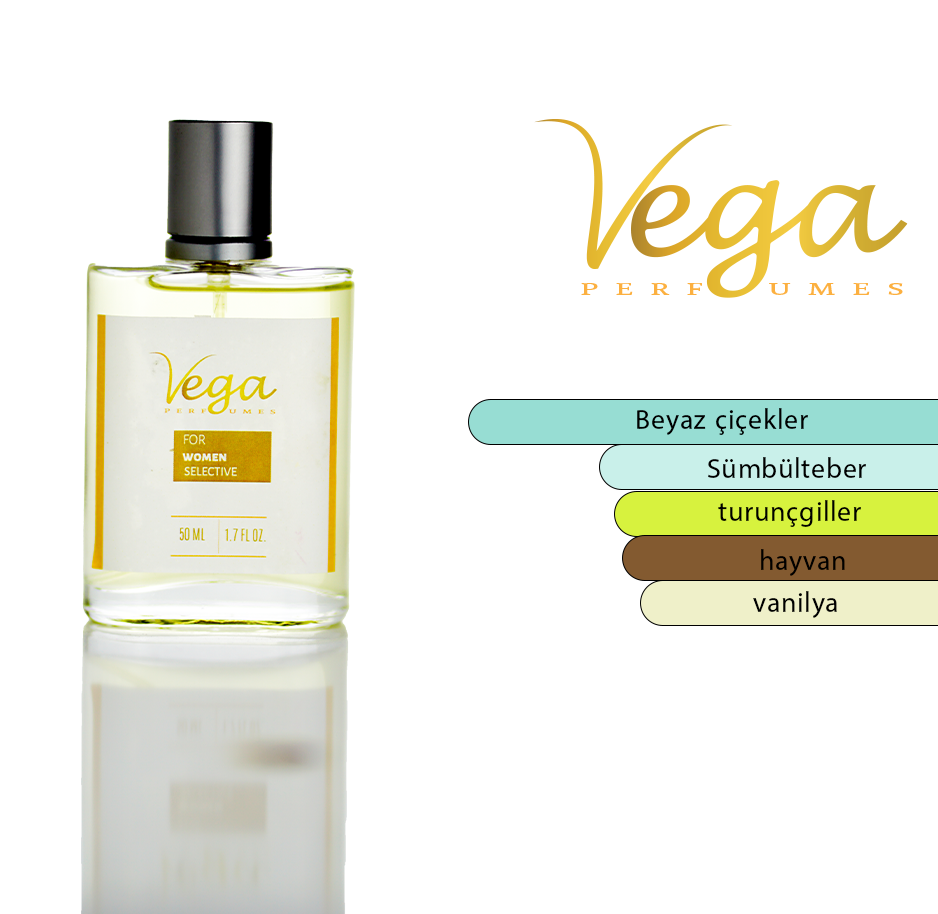 Vega
PERFUMES
FOR
WOMEN
SELECTIVE
50 ML 1.7 FL OZ.
Vega
PERFUMES
Beyaz çiçekler
Sümbülteber
turunçgiller
hayvan
vanilya